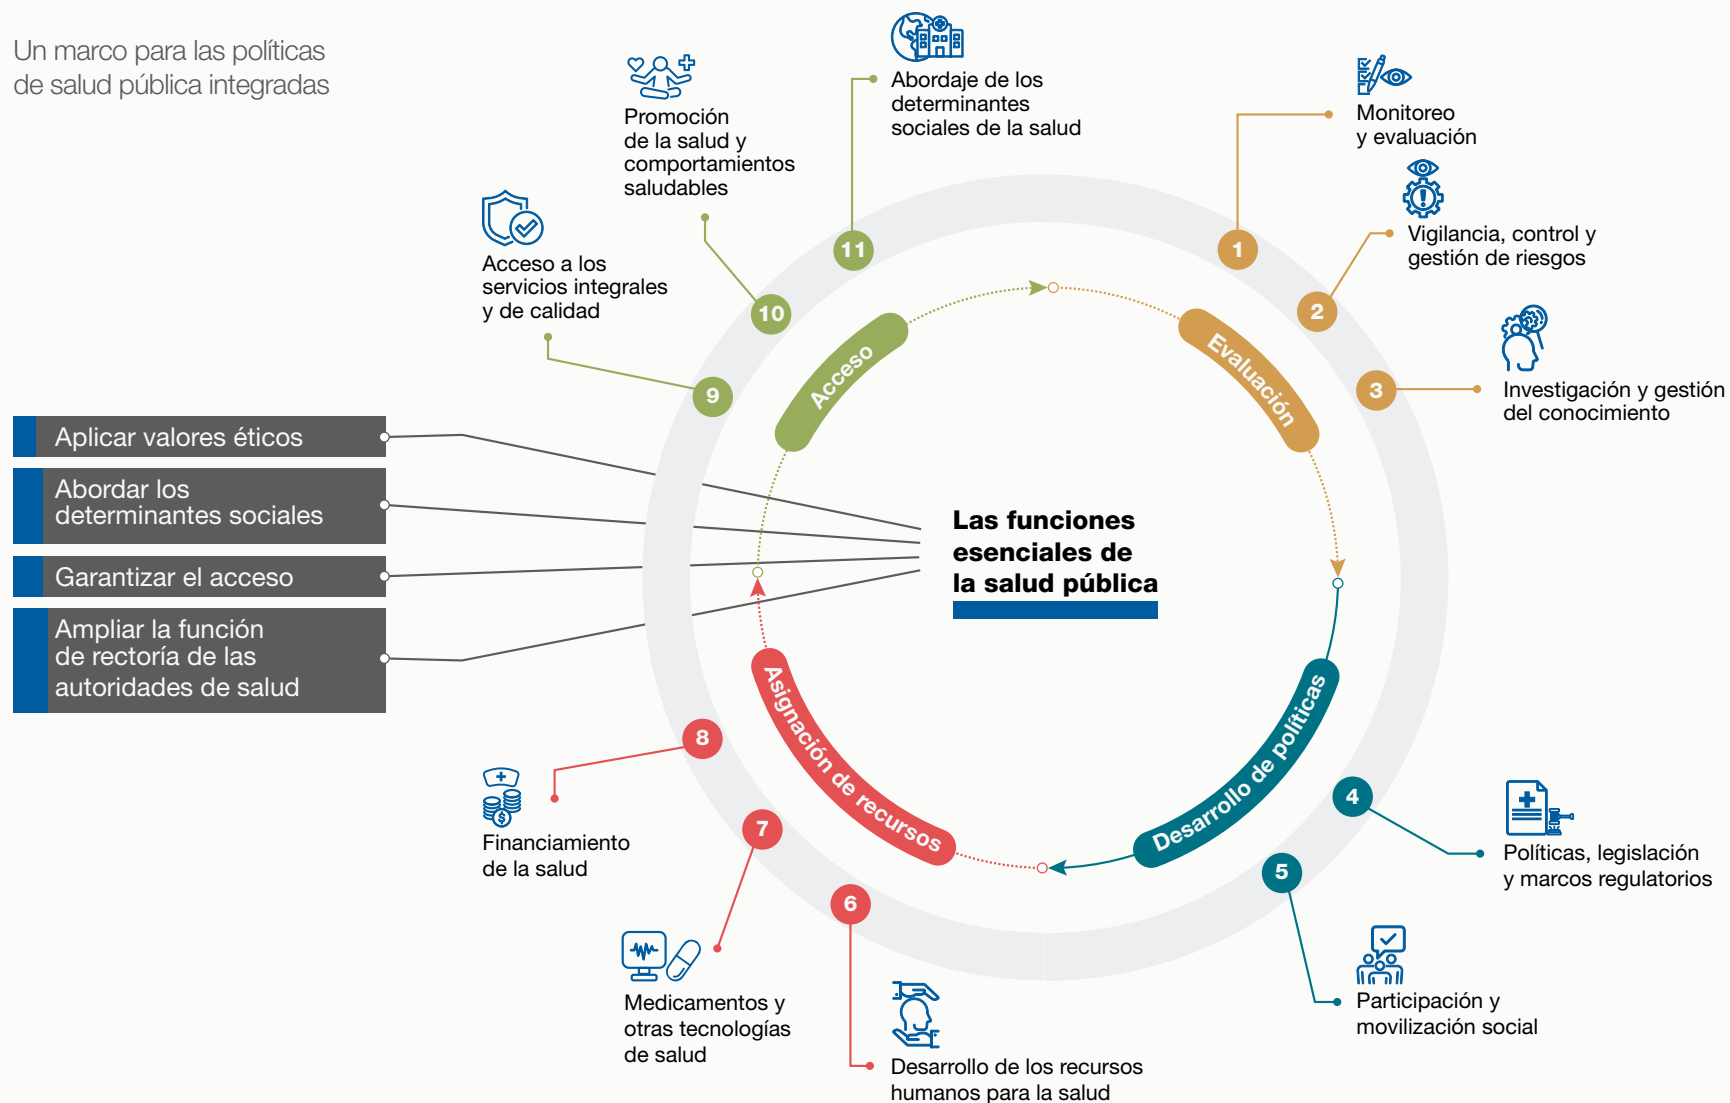 Un marco para las políticas
de salud pública integradas
Abordaje de los
determinantes
sociales de la salud
Promoción
de la salud y
comportamientos
saludables
Acceso a los
servicios integrales
y de calidad
Monitoreo
y evaluación
Vigilancia, control y
gestión de riesgos
Investigación y gestión
del conocimiento
11
10
9
1
2
3
Acceso
Evaluación
Aplicar valores éticos
Abordar los
determinantes sociales
Garantizar el acceso
Ampliar la función
de rectoría de las
autoridades de salud
Las funciones
esenciales de
la salud pública
Asignación de recursos
Desarrollo de políticas
8
7
6
4
5
Financiamiento
de la salud
Medicamentos y
otras tecnologías
de salud
Desarrollo de los recursos
humanos para la salud
Políticas, legislación
y marcos regulatorios
Participación y
movilización social